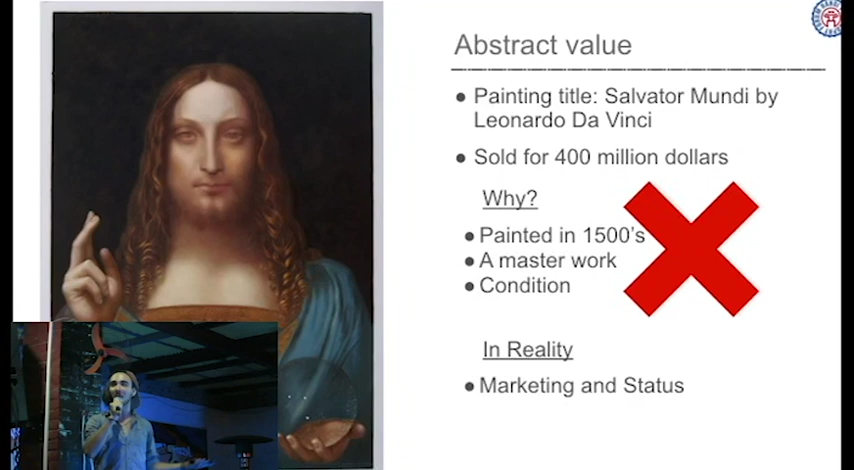 Abstract value
● Painting title: Salvator Mundi by
Leonardo Da Vinci
● Sold for 400 million dollars
Why?
● Painted in 1500's
● A master work
● Condition
In Reality
● Marketing and Status